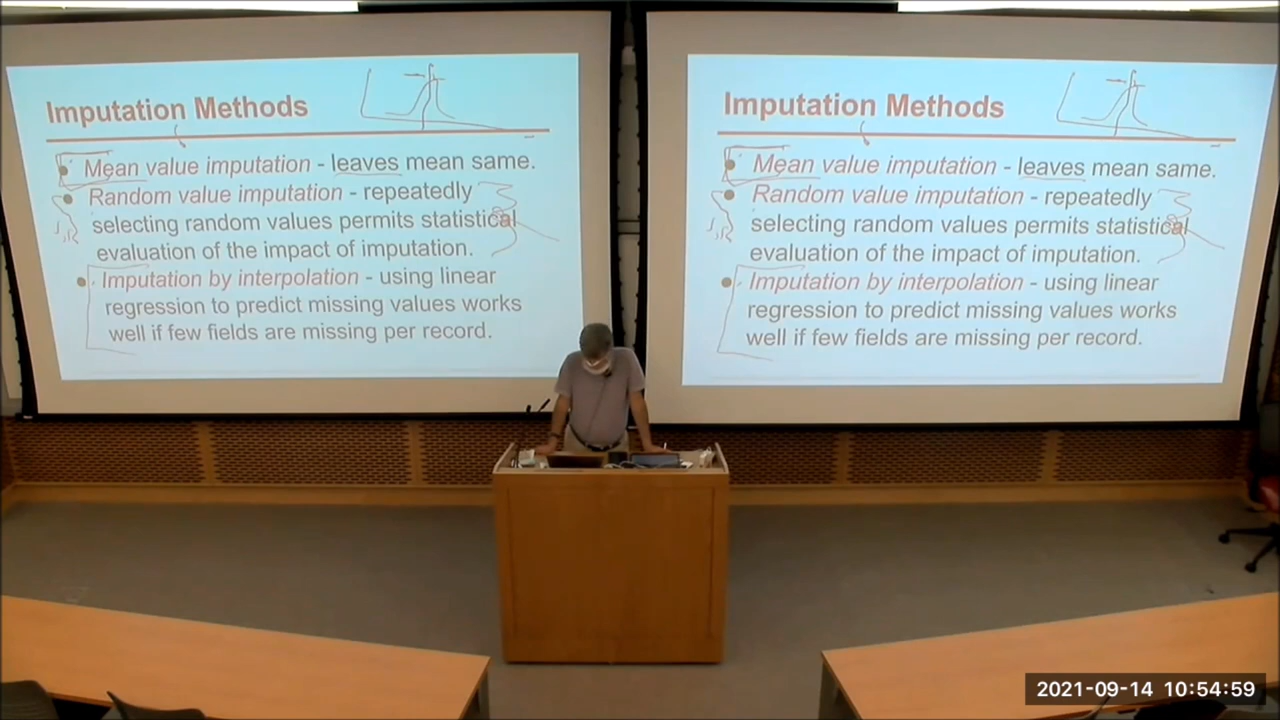 Imputation Methods
Mean value imputation - leaves mean same.
Random value imputation - repeatedly
selecting random values permits statistical
evaluation of the impact of imputation.
Imputation by interpolation - using linear
regression to predict missing values works
well if few fields are missing per record.
Imputation Methods
Mean value imputation - leaves mean same.
Random value imputation - repeatedly
selecting random values permits statistical
evaluation of the impact of imputation.
Imputation by interpolation - using linear
regression to predict missing values works
well if few fields are missing per record.
2021-09-14 10:54:59